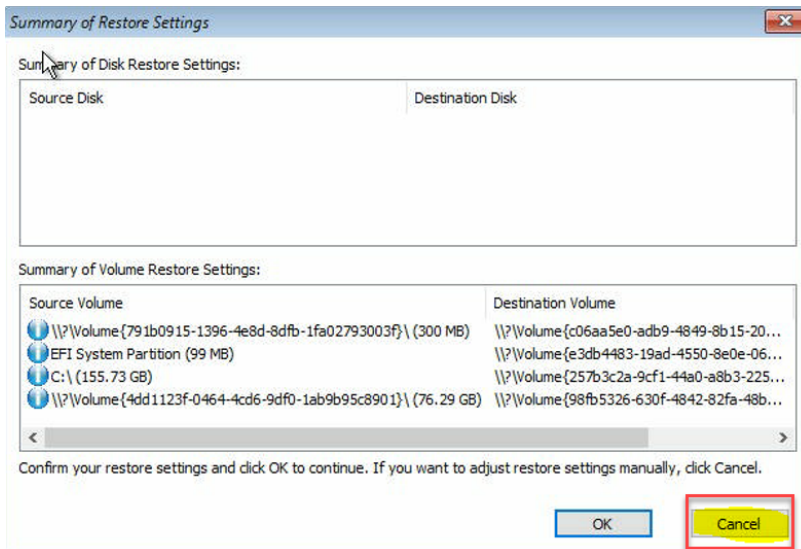 Summary of Restore Settings
Summary of Disk Restore Settings:
Source Disk Destination Disk
Summary of Volume Restore Settings:
Source Volume Destination Volume
\\?\Volume{791b0915-1396-4e8d-8dfb-1fa02793003f}\ (300 MB) \\?\Volume{c06aa5e0-adb9-4849-8b15-20...
EFI System Partition (99 MB) \\?\Volume{e3db4483-19ad-4550-8e0e-06...
C:\ (155.73 GB) \\?\Volume{257b3c2a-9cf1-44a0-a8b3-225...
\\?\Volume{4dd1123f-0464-4cd6-9df0-1ab9b95c8901}\ (76.29 GB) \\?\Volume{98fb5326-630f-4842-82fa-48b...
Confirm your restore settings and click OK to continue. If you want to adjust restore settings manually, click Cancel.
OK Cancel